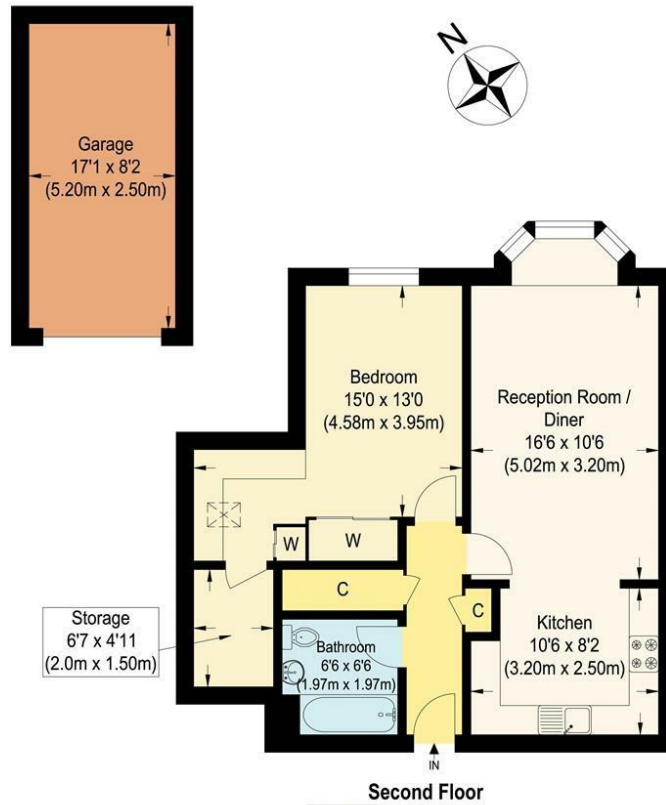 N
Garage
17'1 x 8'2
(5.20m x 2.50m)
Bedroom
15'0 x 13'0
(4.58m x 3.95m)
Reception Room /
Diner
16'6 x 10'6
(5.02m x 3.20m)
W
W
C
C
Storage
6'7 x 4'11
(2.0m x 1.50m)
Bathroom
6'6 x 6'6
(1.97m x 1.97m)
Kitchen
10'6 x 8'2
(3.20m x 2.50m)
IN
Second Floor